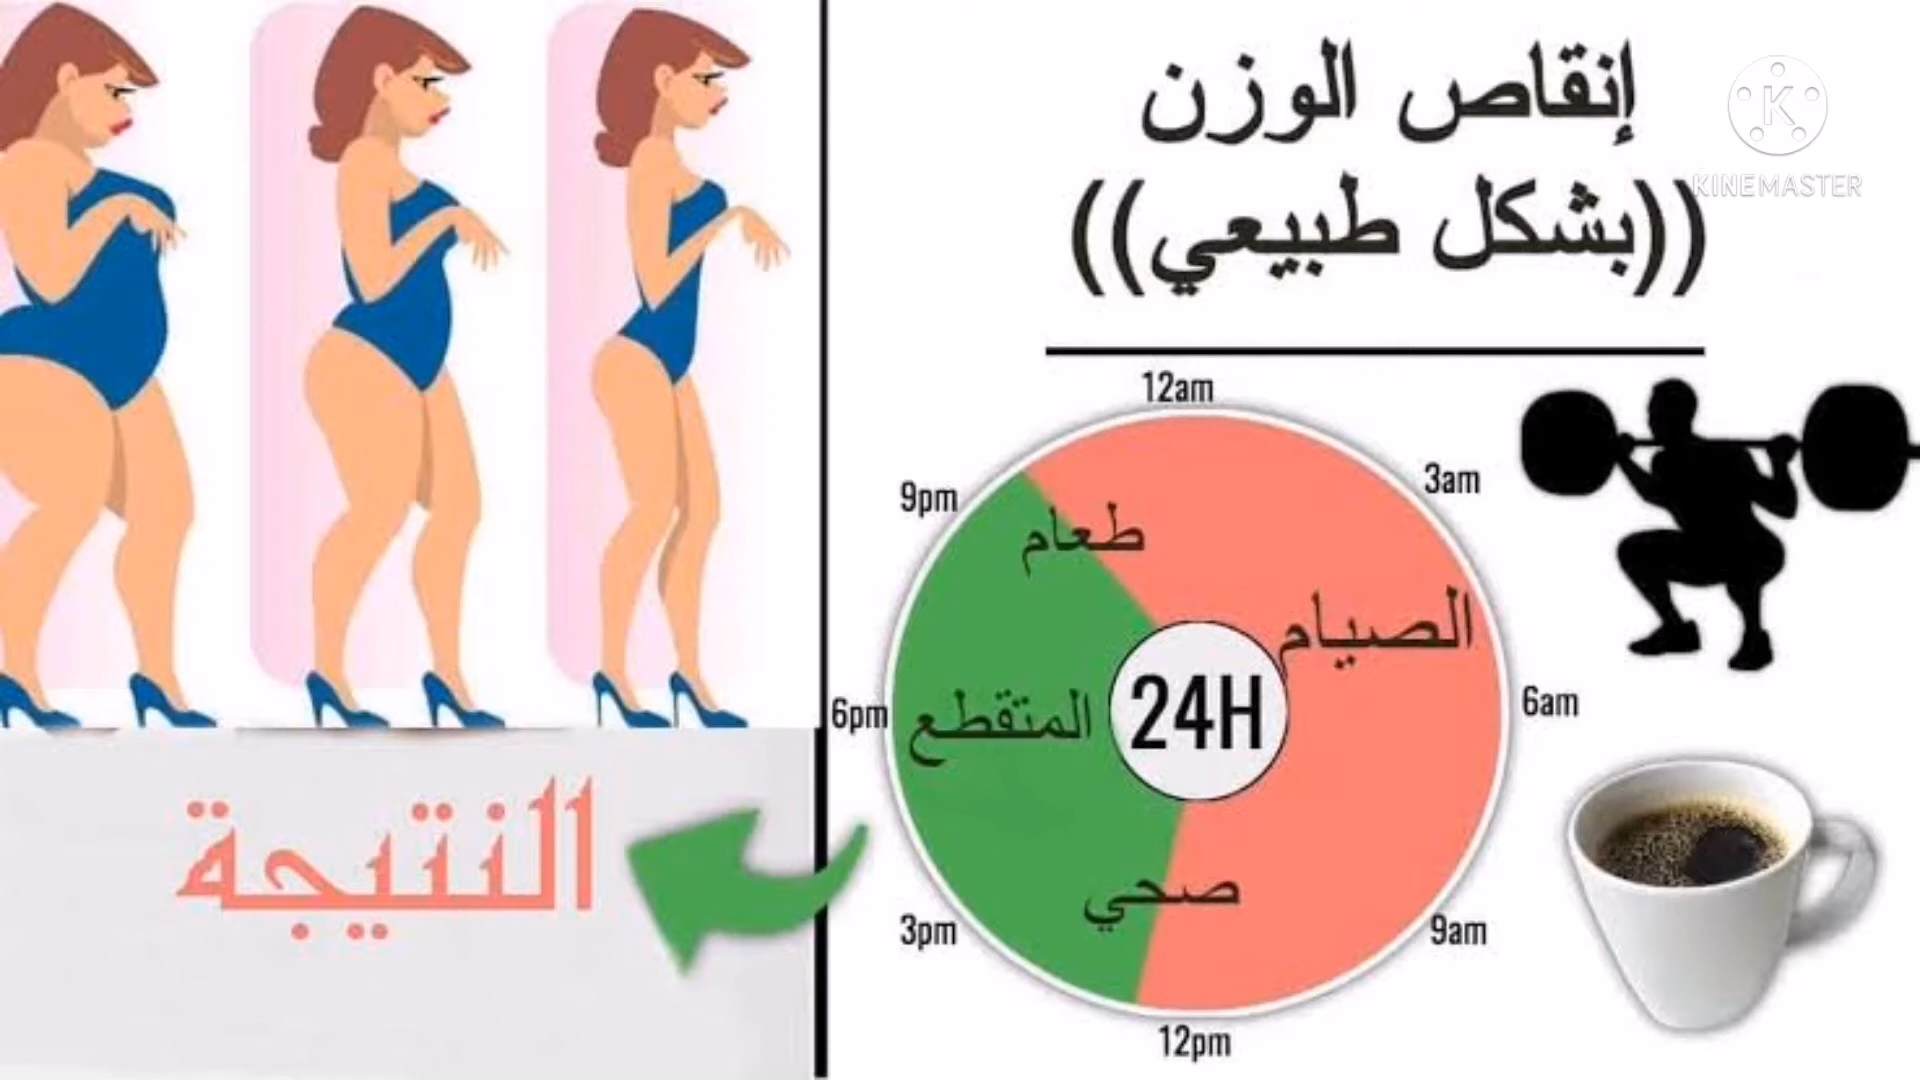 إنقاص الوزن
((بشكل طبيعي))
KINEMASTER
K
12am
3am
9pm
طعام
الصيام
24H
6am
6pm
المتقطع
النتيجة
صحي
3pm
9am
12pm